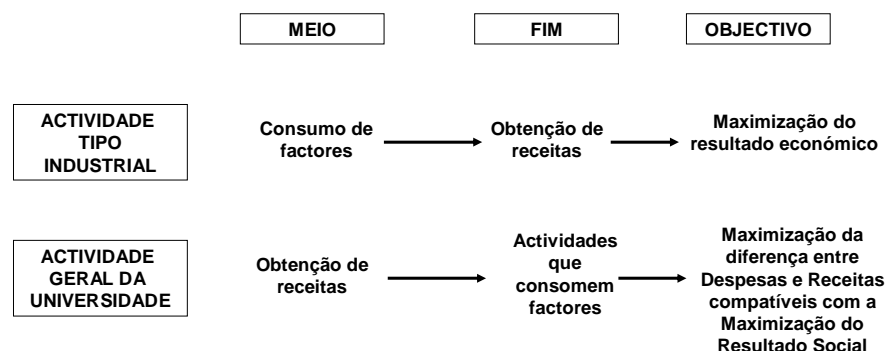 MEIO
FIM
OBJECTIVO
ACTIVIDADE
TIPO
INDUSTRIAL
Consumo de
factores
Obtenção de
receitas
Maximização do
resultado económico
ACTIVIDADE
GERAL DA
UNIVERSIDADE
Obtenção de
receitas
Actividades
que
consomem
factores
Maximização da
diferença entre
Despesas e Receitas
compatíveis com a
Maximização do
Resultado Social